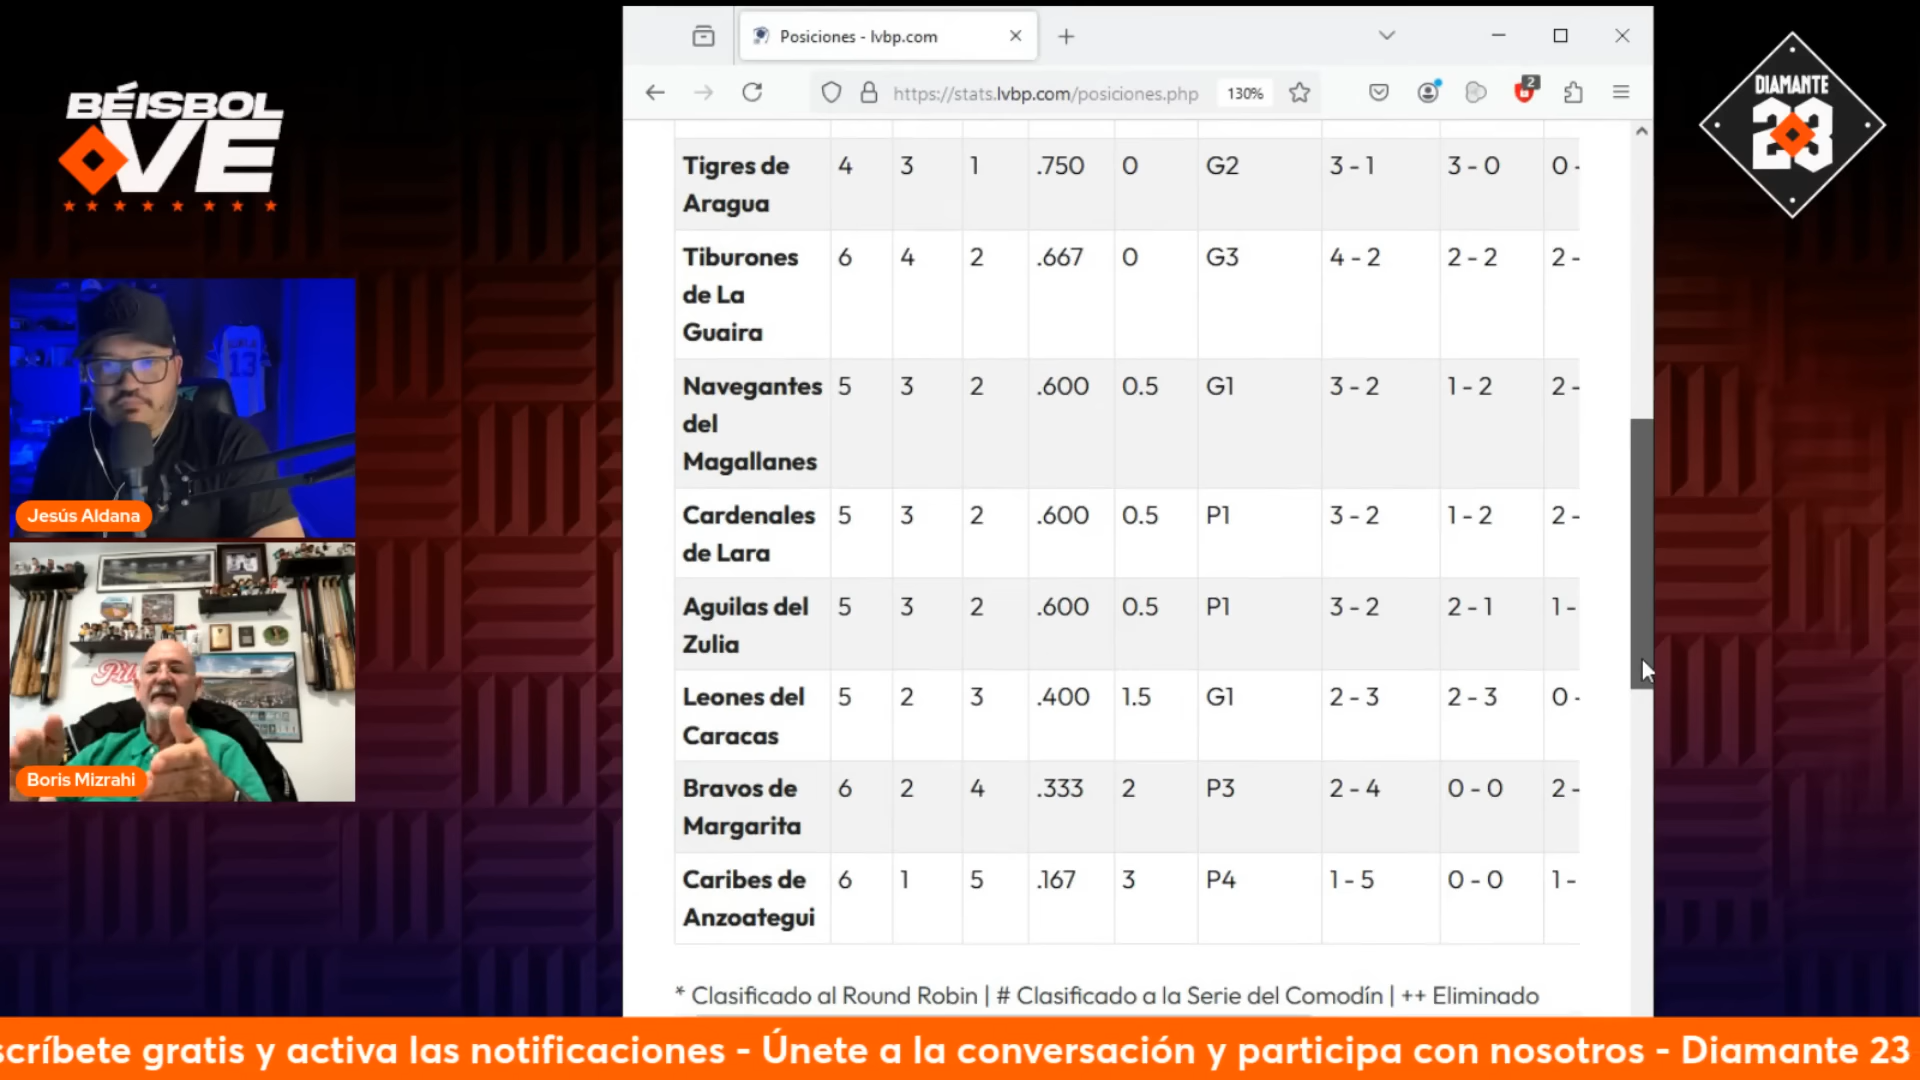 BÉISBOL
VE
Jesús Aldana
Boris Mizrahi
Posiciones - lvbp.com
https://stats.lvbp.com/posiciones.php
130%
2
Tigres de Aragua 4 3 1 .750 0 G2 3 - 1 3 - 0 0 -
Tiburones de La Guaira 6 4 2 .667 0 G3 4 - 2 2 - 2 2 -
Navegantes del Magallanes 5 3 2 .600 0.5 G1 3 - 2 1 - 2 2 -
Cardenales de Lara 5 3 2 .600 0.5 P1 3 - 2 1 - 2 2 -
Aguilas del Zulia 5 3 2 .600 0.5 P1 3 - 2 2 - 1 1 -
Leones del Caracas 5 2 3 .400 1.5 G1 2 - 3 2 - 3 0 -
Bravos de Margarita 6 2 4 .333 2 P3 2 - 4 0 - 0 2 -
Caribes de Anzoategui 6 1 5 .167 3 P4 1 - 5 0 - 0 1 -
* Clasificado al Round Robin | # Clasificado a la Serie del Comodín | ++ Eliminado
DIAMANTE
23
scríbete gratis y activa las notificaciones - Únete a la conversación y participa con nosotros - Diamante 23